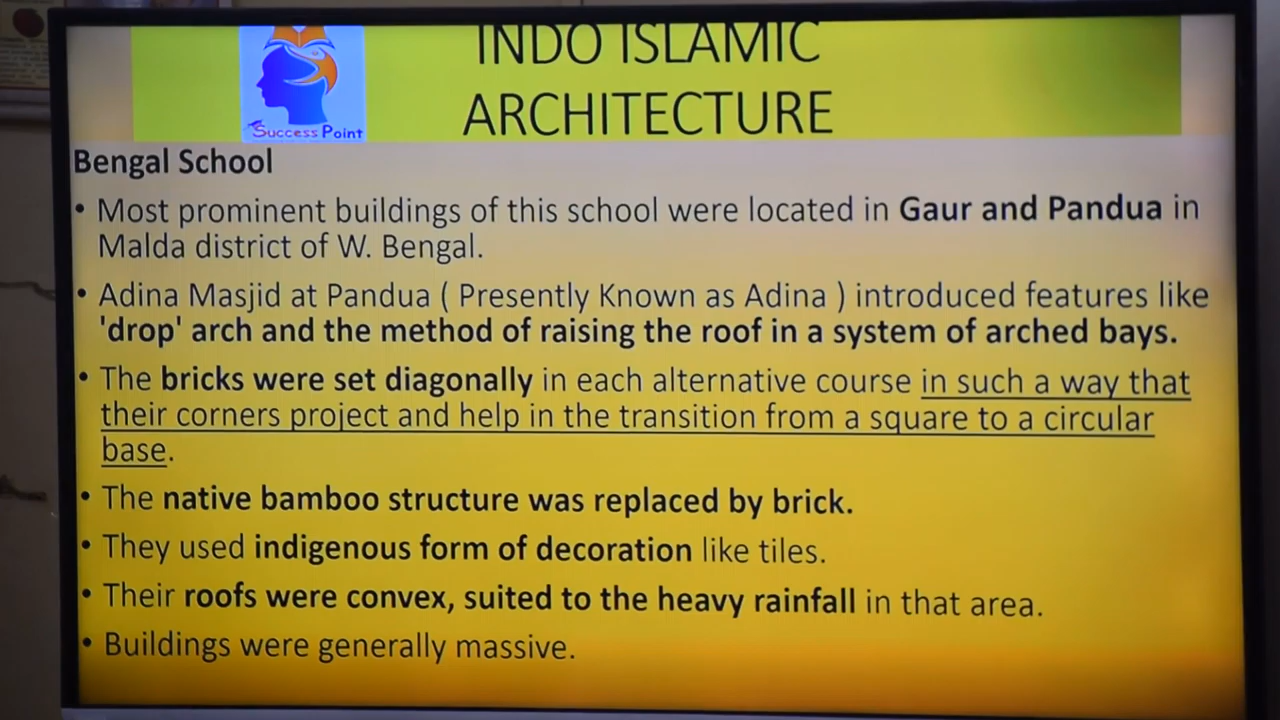 INDO ISLAMIC
ARCHITECTURE
Success Point
Bengal School
• Most prominent buildings of this school were located in Gaur and Pandua in
Malda district of W. Bengal.
• Adina Masjid at Pandua ( Presently Known as Adina ) introduced features like
'drop' arch and the method of raising the roof in a system of arched bays.
• The bricks were set diagonally in each alternative course in such a way that
their corners project and help in the transition from a square to a circular
base.
• The native bamboo structure was replaced by brick.
• They used indigenous form of decoration like tiles.
• Their roofs were convex, suited to the heavy rainfall in that area.
• Buildings were generally massive.